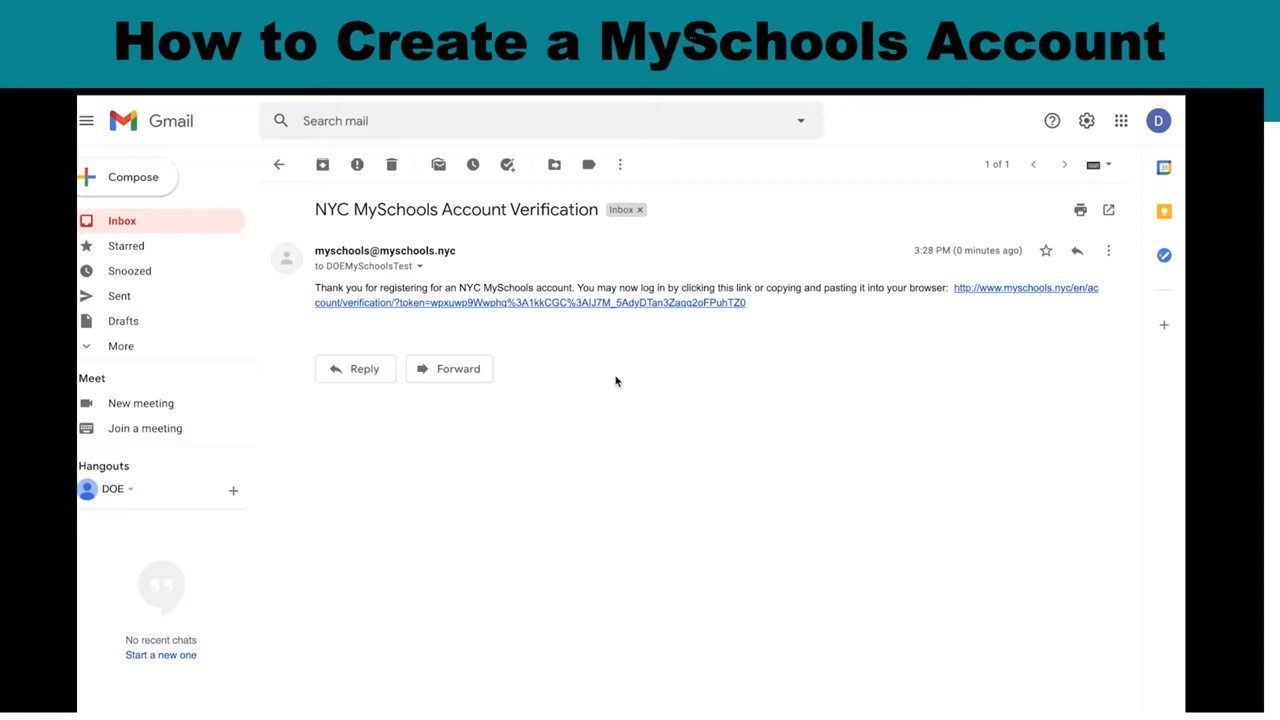 How to Create a MySchools Account
Gmail
Search mail
D
Compose
1 of 1
31
Inbox
NYC MySchools Account Verification Inbox x
Starred
myschools@myschools.nyc 3:28 PM (0 minutes ago)
to DOEMySchoolsTest
Snoozed
Thank you for registering for an NYC MySchools account. You may now log in by clicking this link or copying and pasting it into your browser: http://www.myschools.nyc/en/ac
count/verification/?token=wpxuwp9Wwphq%3A1kkCGC%3AIJ7M_5AdyDTan3Zaqq2oFPuhTZ0
Sent
Drafts
More
Reply Forward
Meet
New meeting
Join a meeting
Hangouts
DOE
No recent chats
Start a new one